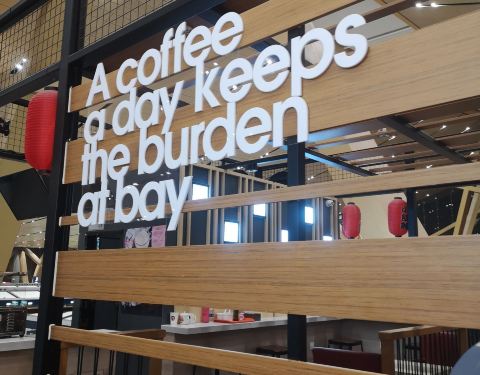 A coffee
a day keeps
the burden
at bay